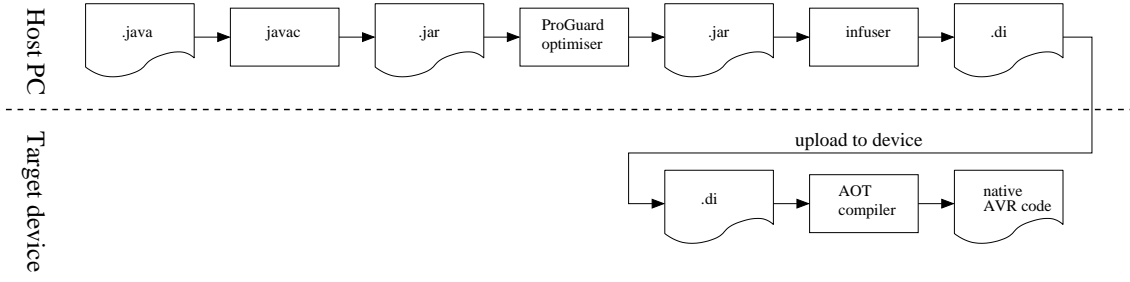 Host PC
.java
javac
.jar
ProGuard
optimiser
.jar
infuser
.di
Target device
upload to device
.di
AOT
compiler
native
AVR code